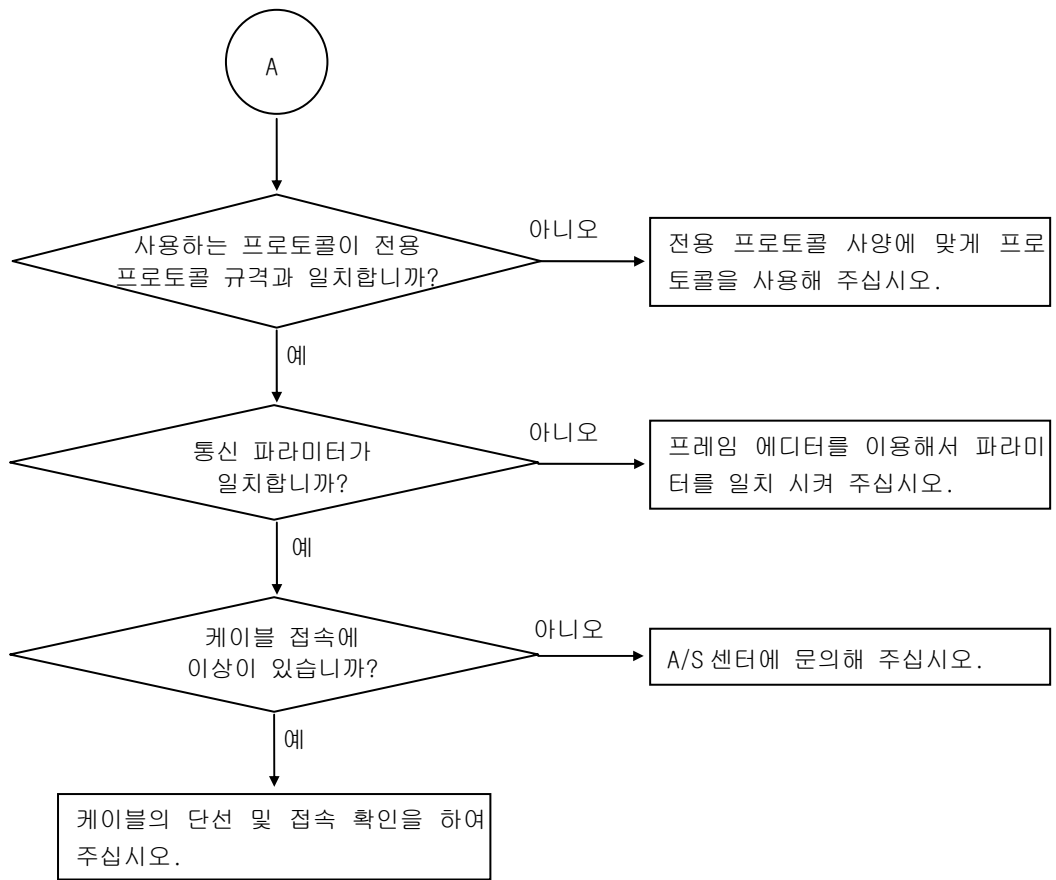 A
사용하는 프로토콜이 전용
프로토콜 규격과 일치합니까?
아니오
전용 프로토콜 사양에 맞게 프로
토콜을 사용해 주십시오.
예
통신 파라미터가
일치합니까?
아니오
프레임 에디터를 이용해서 파라미
터를 일치 시켜 주십시오.
예
케이블 접속에
이상이 있습니까?
아니오
A/S 센터에 문의해 주십시오.
예
케이블의 단선 및 접속 확인을 하여
주십시오.